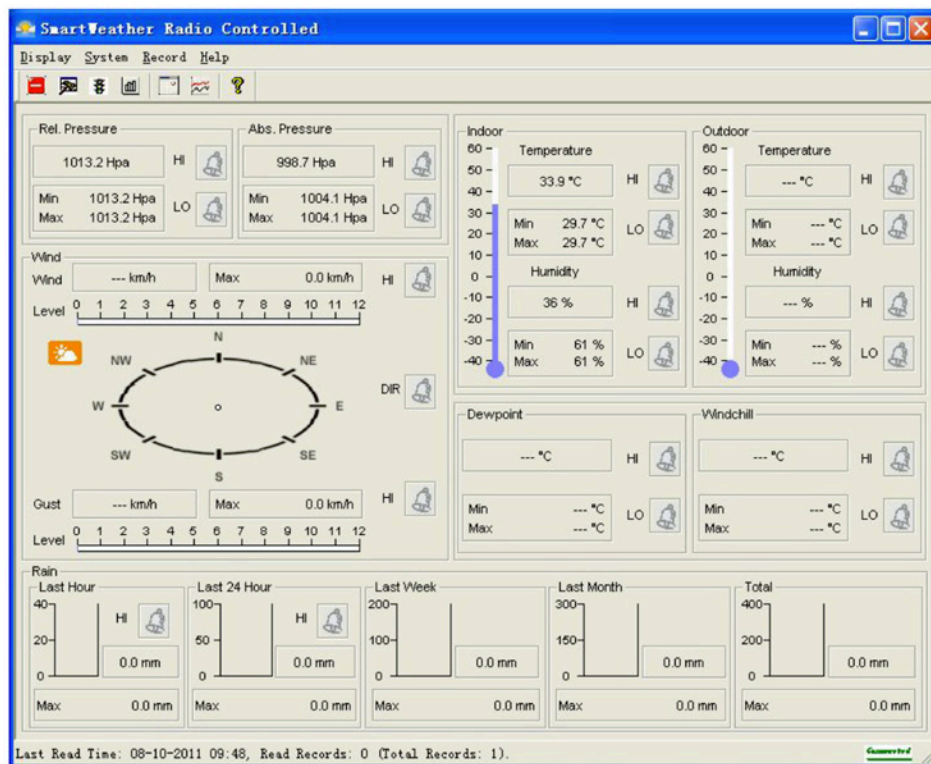 SmartWeather Radio Controlled
Display System Record Help
Rel. Pressure
1013.2 Hpa
HI
Min 1013.2 Hpa
Max 1013.2 Hpa
LO
Abs. Pressure
998.7 Hpa
HI
Min 1004.1 Hpa
Max 1004.1 Hpa
LO
Wind
Wind --- km/h Max 0.0 km/h HI
Level 0 1 2 3 4 5 6 7 8 9 10 11 12
N
NW NE
W E DIR
SW SE
S
Gust --- km/h Max 0.0 km/h HI
Level 0 1 2 3 4 5 6 7 8 9 10 11 12
Indoor
60
50
40
30
20
10
0
-10
-20
-30
-40
Temperature
33.9 °C
HI
Min 29.7 °C
Max 29.7 °C
LO
Humidity
36 %
HI
Min 61 %
Max 61 %
LO
Outdoor
60
50
40
30
20
10
0
-10
-20
-30
-40
Temperature
--- °C
HI
Min --- °C
Max --- °C
LO
Humidity
--- %
HI
Min --- %
Max --- %
LO
Dewpoint
--- °C
HI
Min --- °C
Max --- °C
LO
Windchill
--- °C
HI
Min --- °C
Max --- °C
LO
Rain
Last Hour
40
20
0
HI
0.0 mm
Max 0.0 mm
Last 24 Hour
100
50
0
HI
0.0 mm
Max 0.0 mm
Last Week
200
100
0
0.0 mm
Max 0.0 mm
Last Month
300
150
0
0.0 mm
Max 0.0 mm
Total
400
200
0
0.0 mm
Max 0.0 mm
Last Read Time: 08-10-2011 09:48, Read Records: 0 (Total Records: 1).
Connected